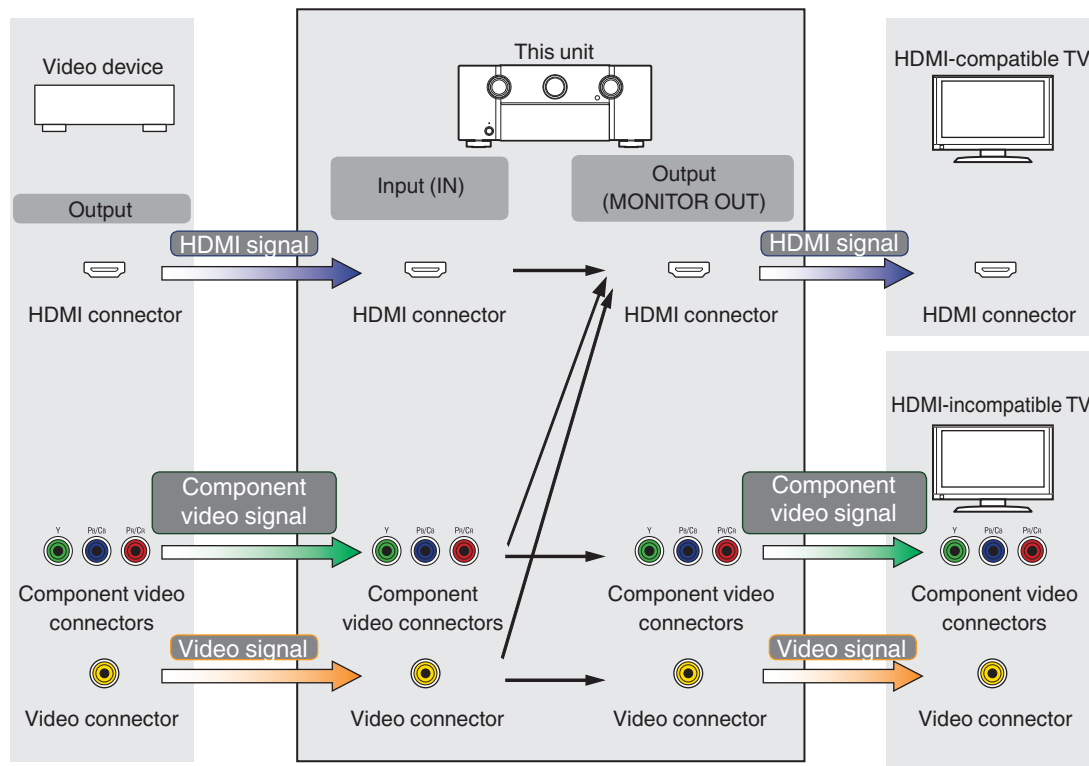 Video device
This unit
HDMI-compatible TV
Output
Input (IN)
Output
(MONITOR OUT)
HDMI signal
HDMI signal
HDMI connector
HDMI connector
HDMI connector
HDMI connector
HDMI-incompatible TV
Component
video signal
Component
video signal
Y PB/CB PR/CR
Y PB/CB PR/CR
Y PB/CB PR/CR
Y PB/CB PR/CR
Component video
connectors
Component
video connectors
Component video
connectors
Component video
connectors
Video signal
Video signal
Video connector
Video connector
Video connector
Video connector